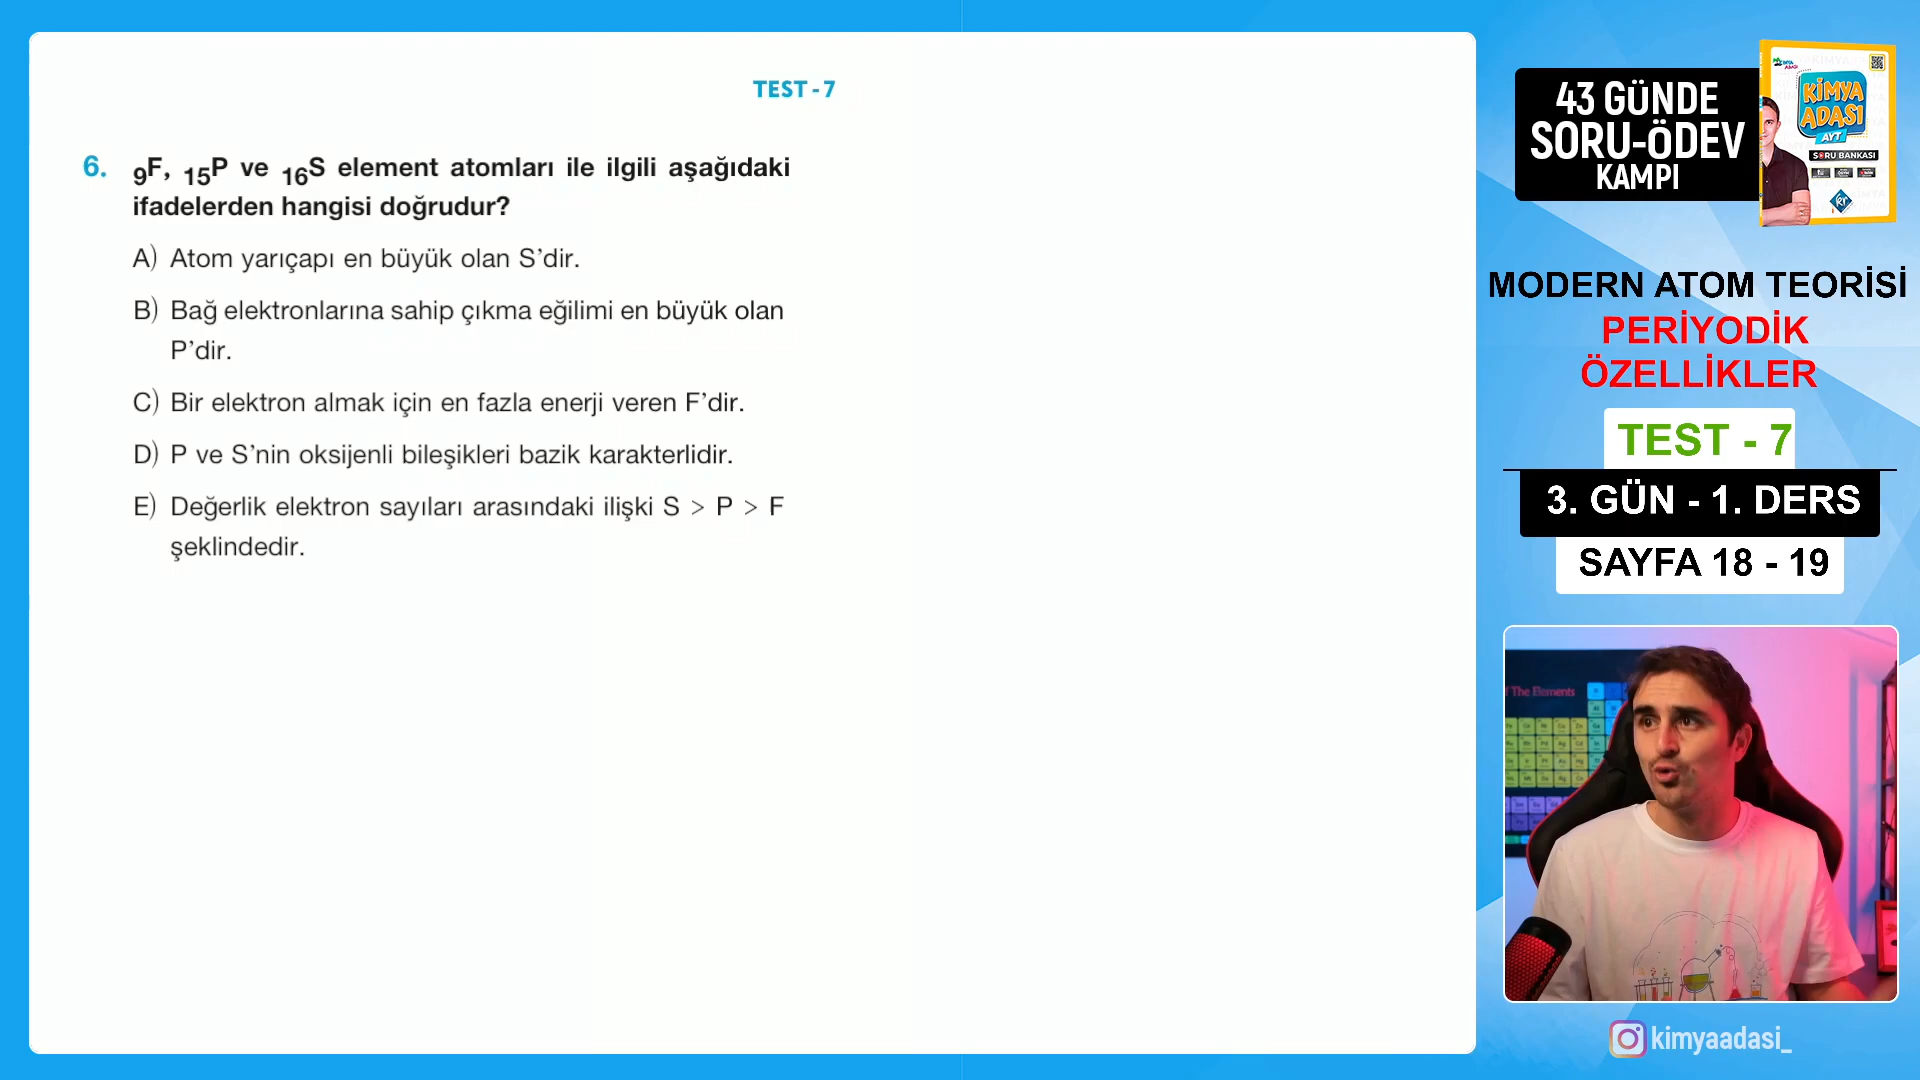 TEST - 7
6. 9F, 15P ve 16S element atomları ile ilgili aşağıdaki
ifadelerden hangisi doğrudur?
A) Atom yarıçapı en büyük olan S’dir.
B) Bağ elektronlarına sahip çıkma eğilimi en büyük olan
P’dir.
C) Bir elektron almak için en fazla enerji veren F’dir.
D) P ve S’nin oksijenli bileşikleri bazik karakterlidir.
E) Değerlik elektron sayıları arasındaki ilişki S > P > F
şeklindedir.
43 GÜNDE
SORU-ÖDEV
KAMPI
KİMYA
ADASI
AYT
SORU BANKASI
kr
MODERN ATOM TEORİSİ
PERİYODİK
ÖZELLİKLER
TEST - 7
3. GÜN - 1. DERS
SAYFA 18 - 19
The Elements
kimyaadasi_